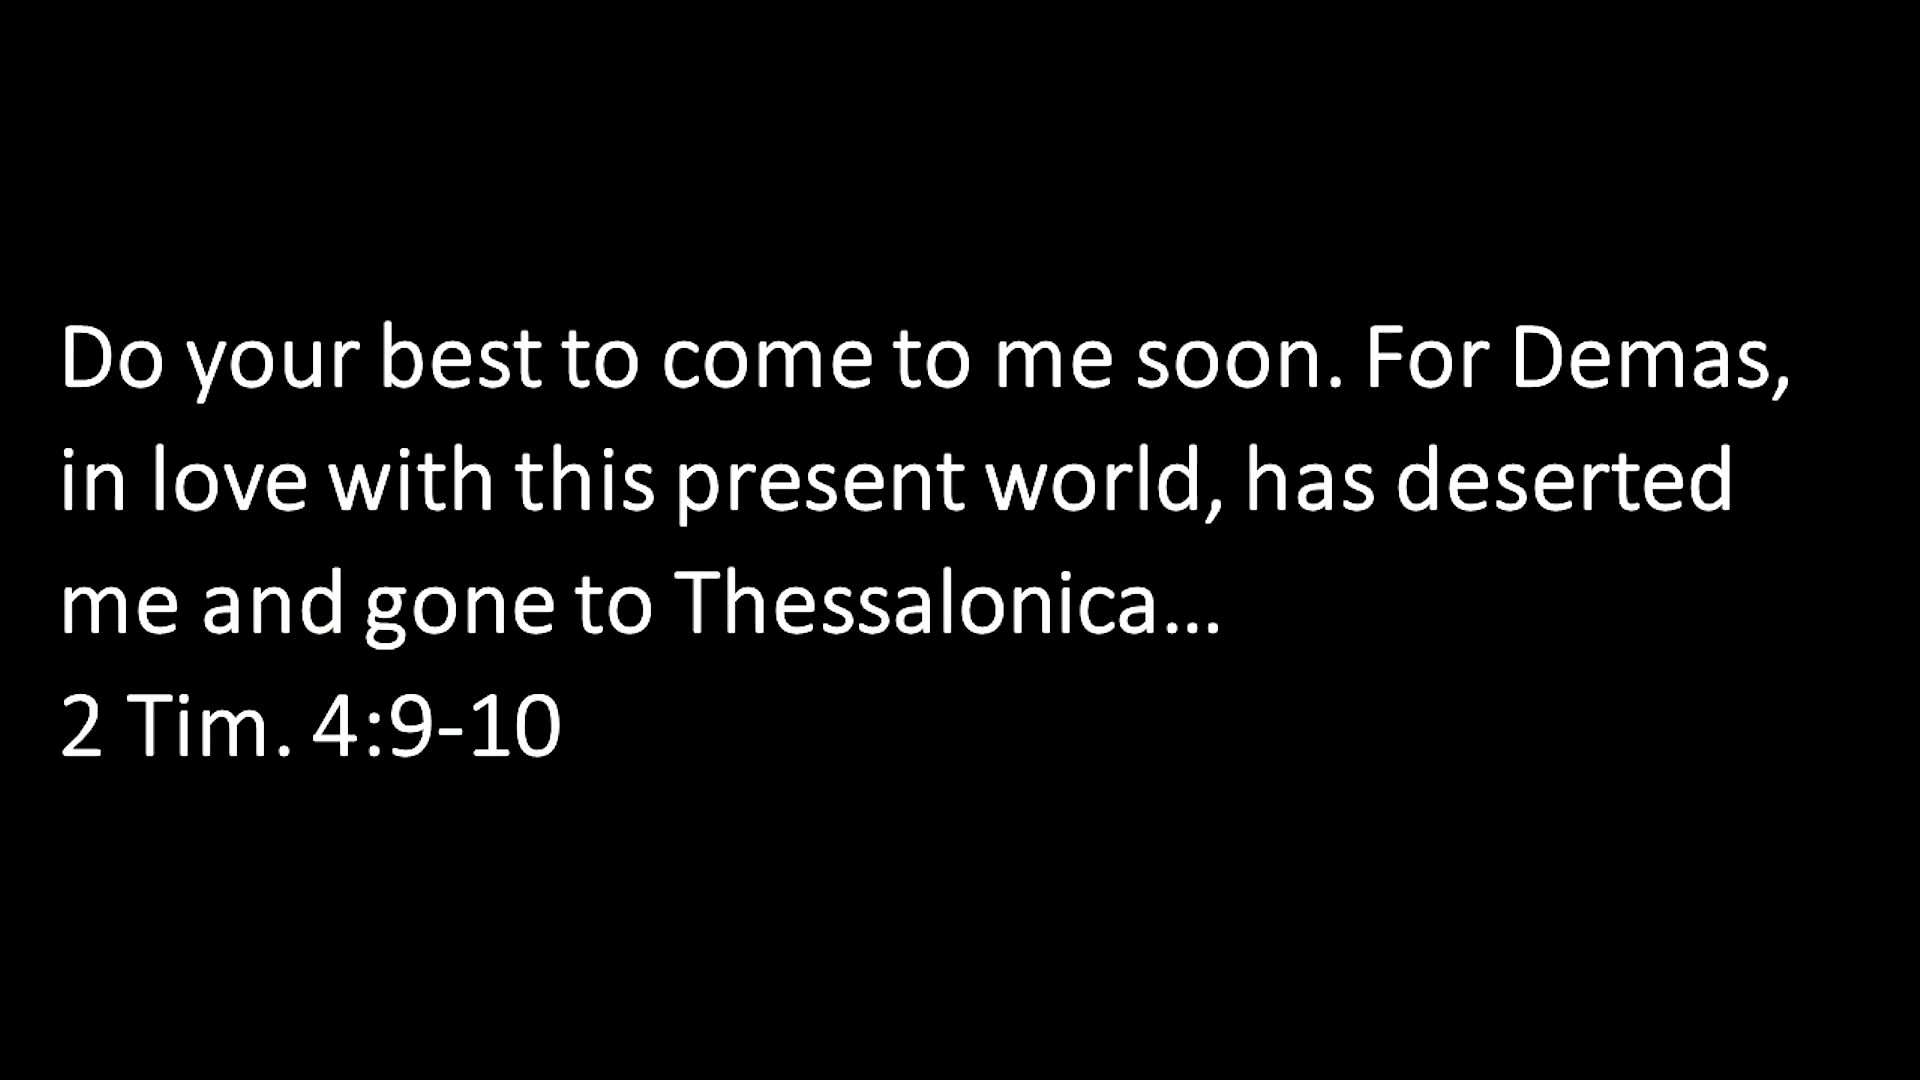 Do your best to come to me soon. For Demas,
in love with this present world, has deserted
me and gone to Thessalonica...
2 Tim. 4:9-10